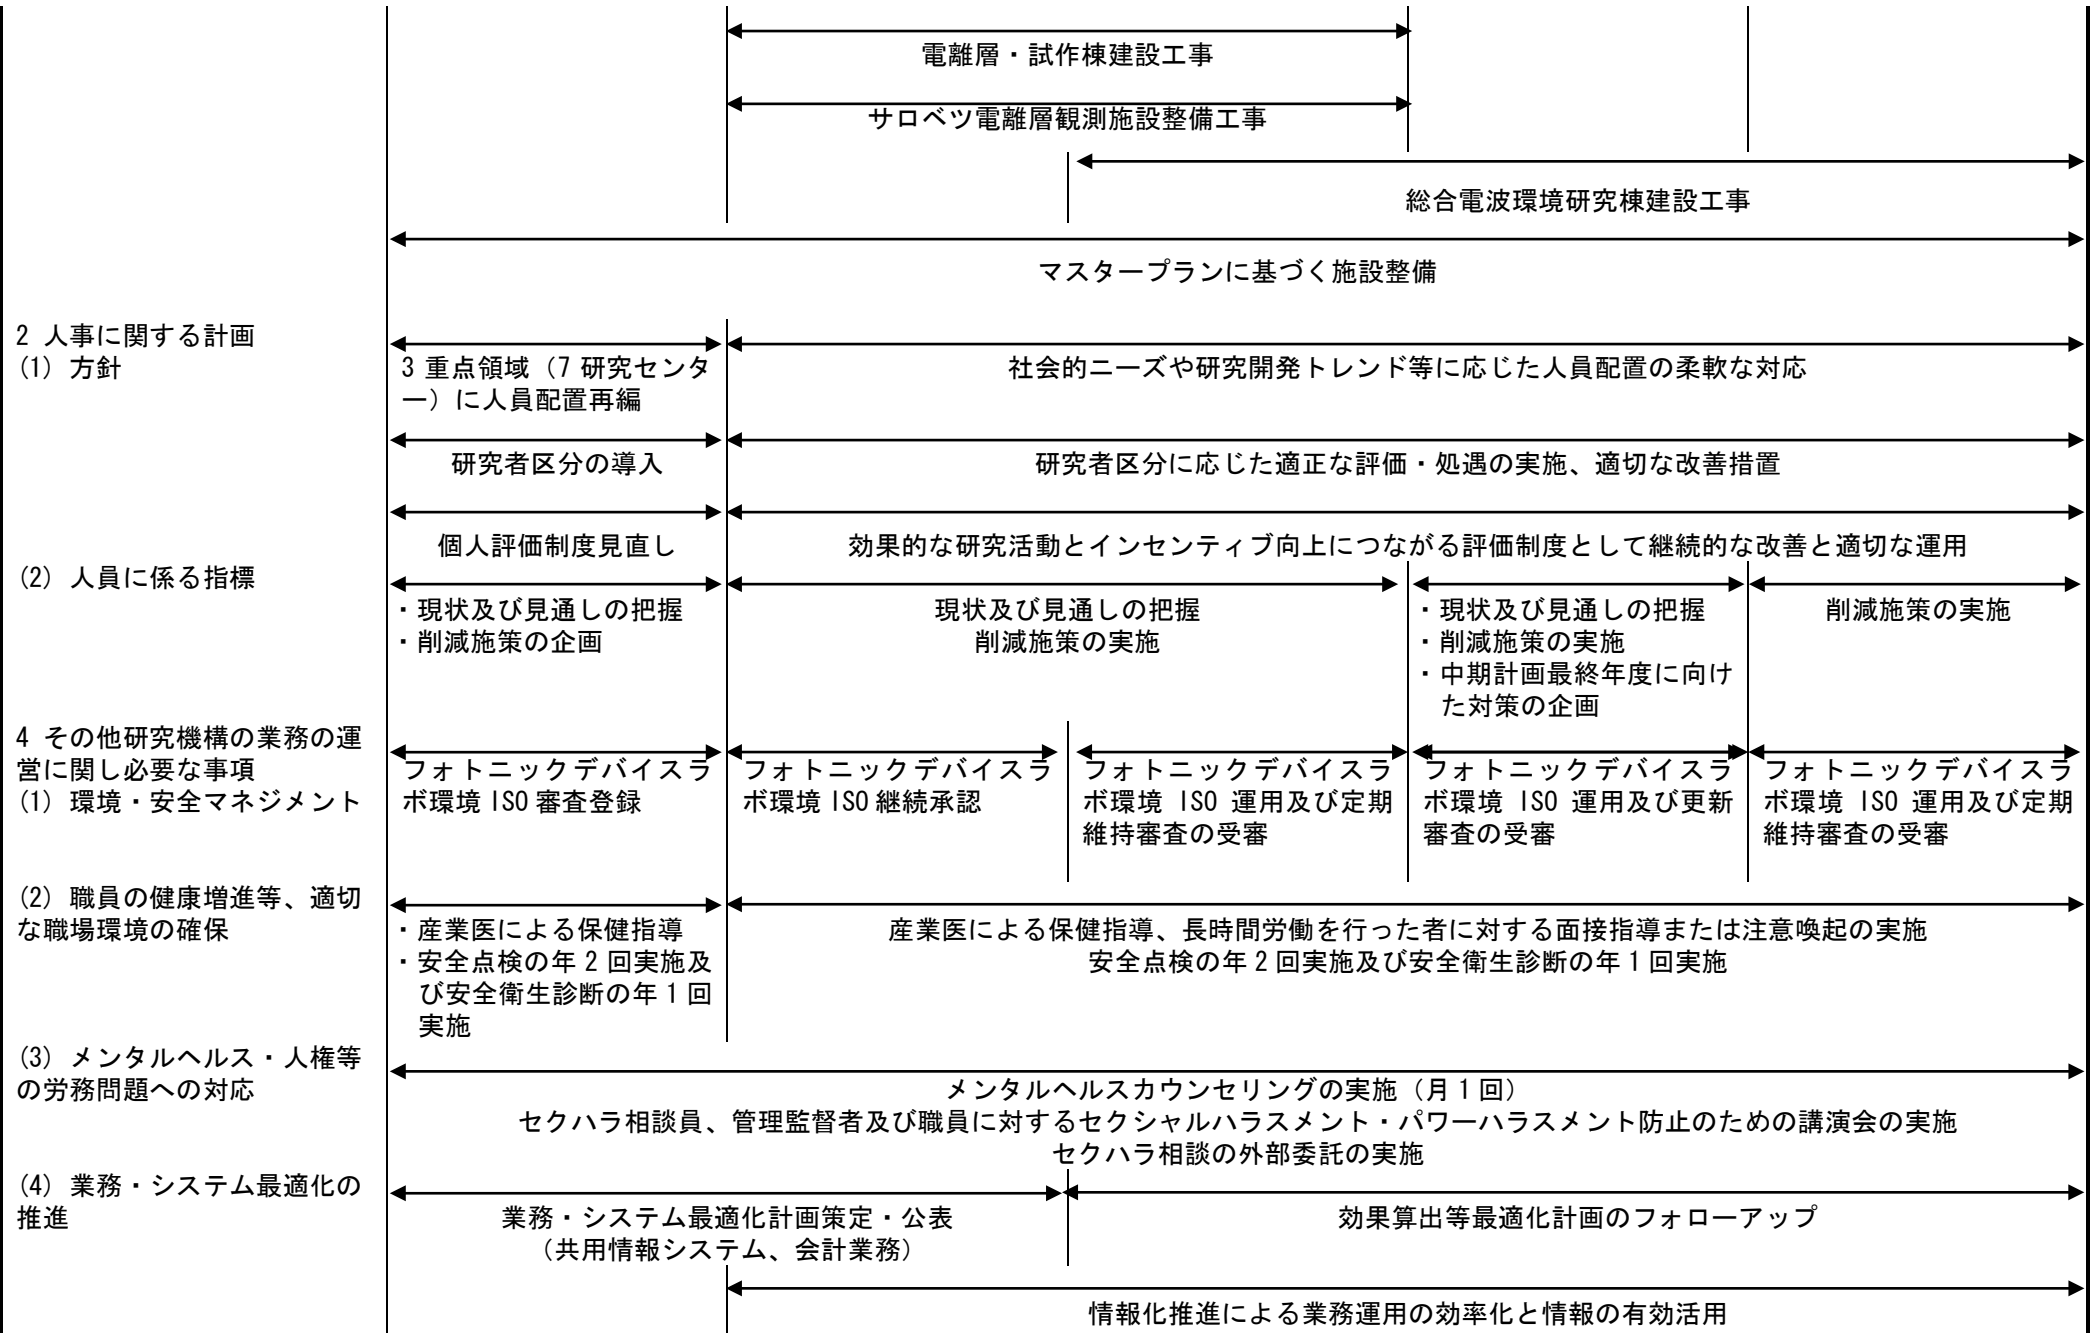 電離層・試作棟建設工事
サロベツ電離層観測施設整備工事
総合電波環境研究棟建設工事
マスタープランに基づく施設整備
2 人事に関する計画
(1) 方針
3 重点領域（7 研究センタ
ー）に人員配置再編
社会的ニーズや研究開発トレンド等に応じた人員配置の柔軟な対応
研究者区分の導入
研究者区分に応じた適正な評価・処遇の実施、適切な改善措置
個人評価制度見直し
効果的な研究活動とインセンティブ向上につながる評価制度として継続的な改善と適切な運用
(2) 人員に係る指標
・現状及び見通しの把握
・削減施策の企画
現状及び見通しの把握
削減施策の実施
・現状及び見通しの把握
・削減施策の実施
・中期計画最終年度に向け
た対策の企画
削減施策の実施
4 その他研究機構の業務の運
営に関し必要な事項
(1) 環境・安全マネジメント
フォトニックデバイスラ
ボ環境 ISO 審査登録
フォトニックデバイスラ
ボ環境 ISO 継続承認
フォトニックデバイスラ
ボ環境 ISO 運用及び定期
維持審査の受審
フォトニックデバイスラ
ボ環境 ISO 運用及び更新
審査の受審
フォトニックデバイスラ
ボ環境 ISO 運用及び定期
維持審査の受審
(2) 職員の健康増進等、適切
な職場環境の確保
・産業医による保健指導
・安全点検の年 2 回実施及
び安全衛生診断の年 1 回
実施
産業医による保健指導、長時間労働を行った者に対する面接指導または注意喚起の実施
安全点検の年 2 回実施及び安全衛生診断の年 1 回実施
(3) メンタルヘルス・人権等
の労務問題への対応
メンタルヘルスカウンセリングの実施（月 1 回）
セクハラ相談員、管理監督者及び職員に対するセクシャルハラスメント・パワーハラスメント防止のための講演会の実施
セクハラ相談の外部委託の実施
(4) 業務・システム最適化の
推進
業務・システム最適化計画策定・公表
（共用情報システム、会計業務）
効果算出等最適化計画のフォローアップ
情報化推進による業務運用の効率化と情報の有効活用